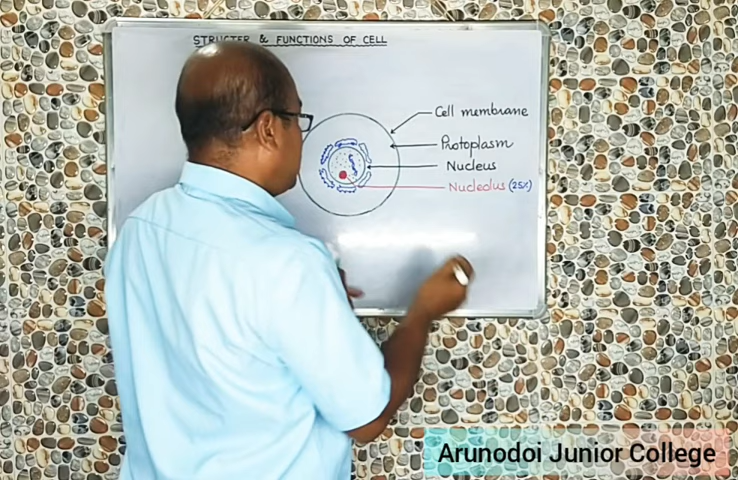 STRUCTER & FUNCTIONS OF CELL
Cell membrane
Protoplasm
Nucleus
Nucleolus (25%)
Arunodoi Junior College